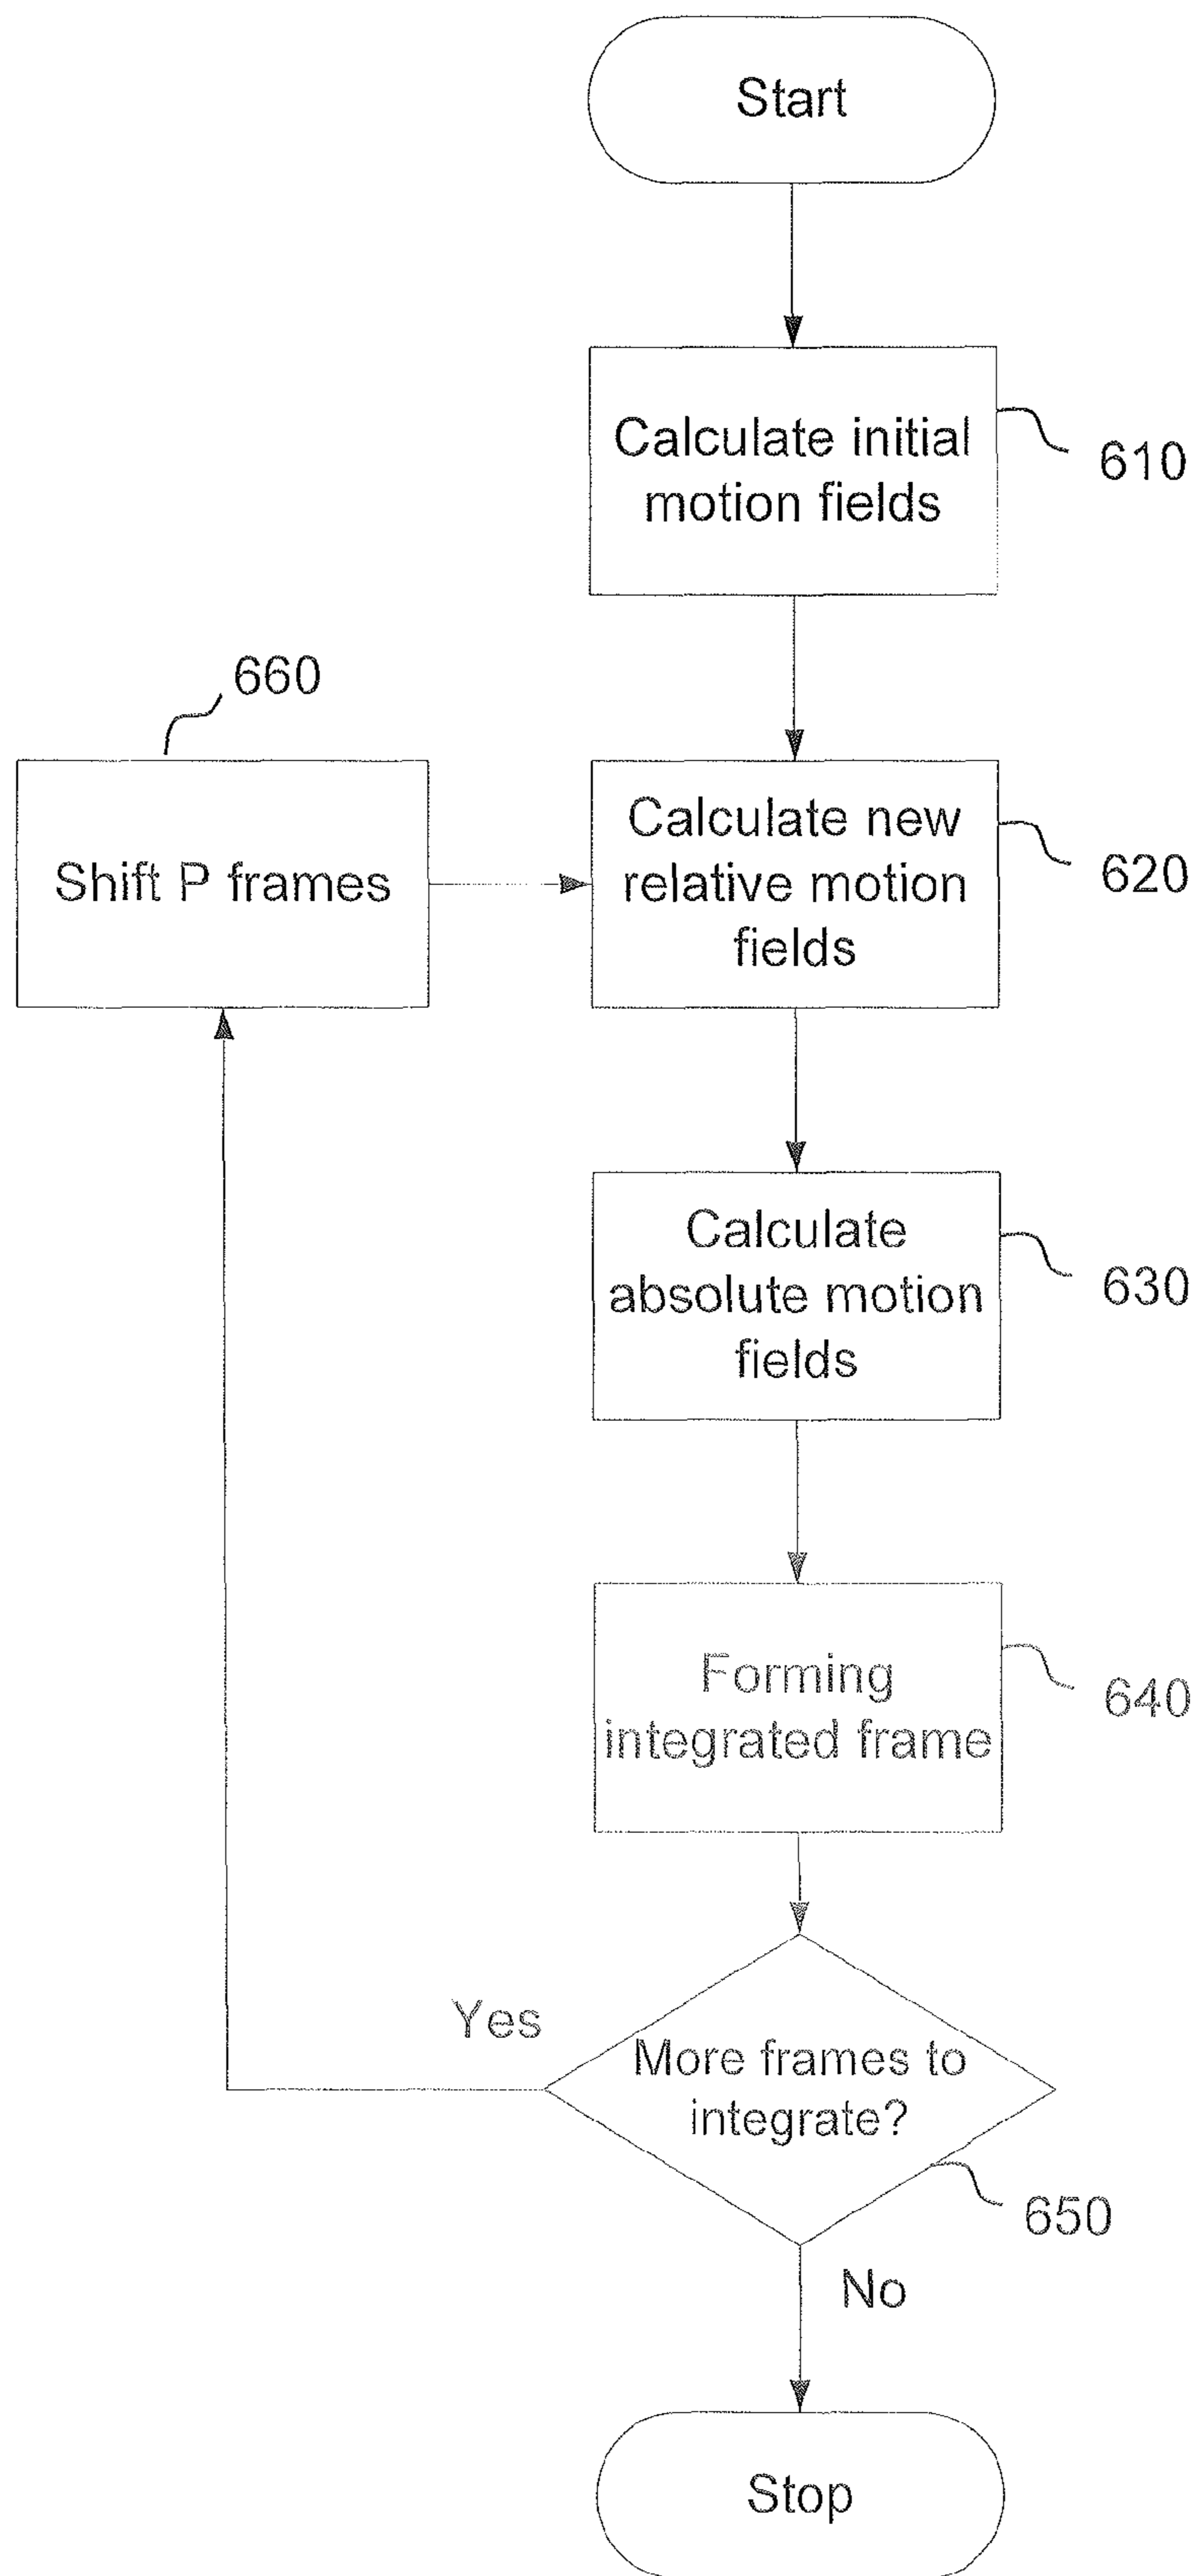 Start
Calculate initial
motion fields
610
660
Shift P frames
Calculate new
relative motion
fields
620
Calculate
absolute motion
fields
630
Forming
integrated frame
640
Yes
More frames to
integrate?
650
No
Stop